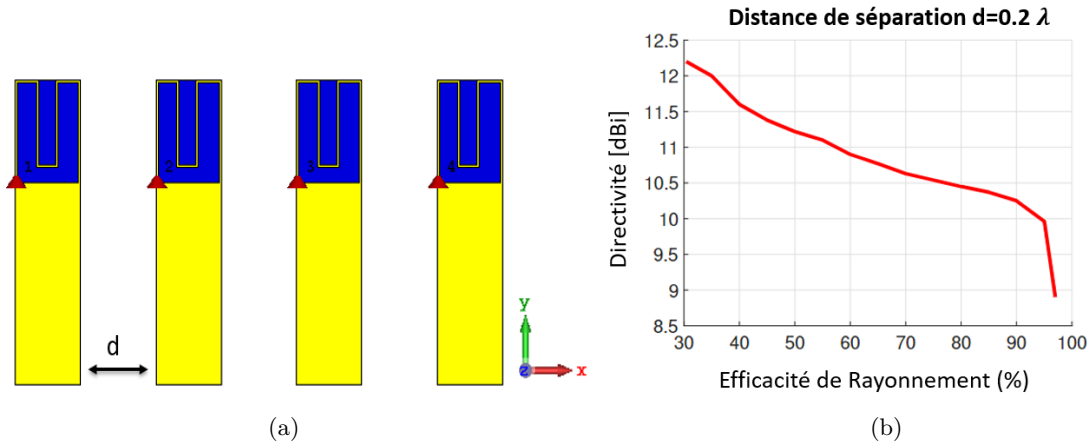 1
2
3
4
d
y
z
x
(a)
Distance de séparation d=0.2 λ
Directivité [dBi]
12.5
12
11.5
11
10.5
10
9.5
9
8.5
30 40 50 60 70 80 90 100
Efficacité de Rayonnement (%)
(b)